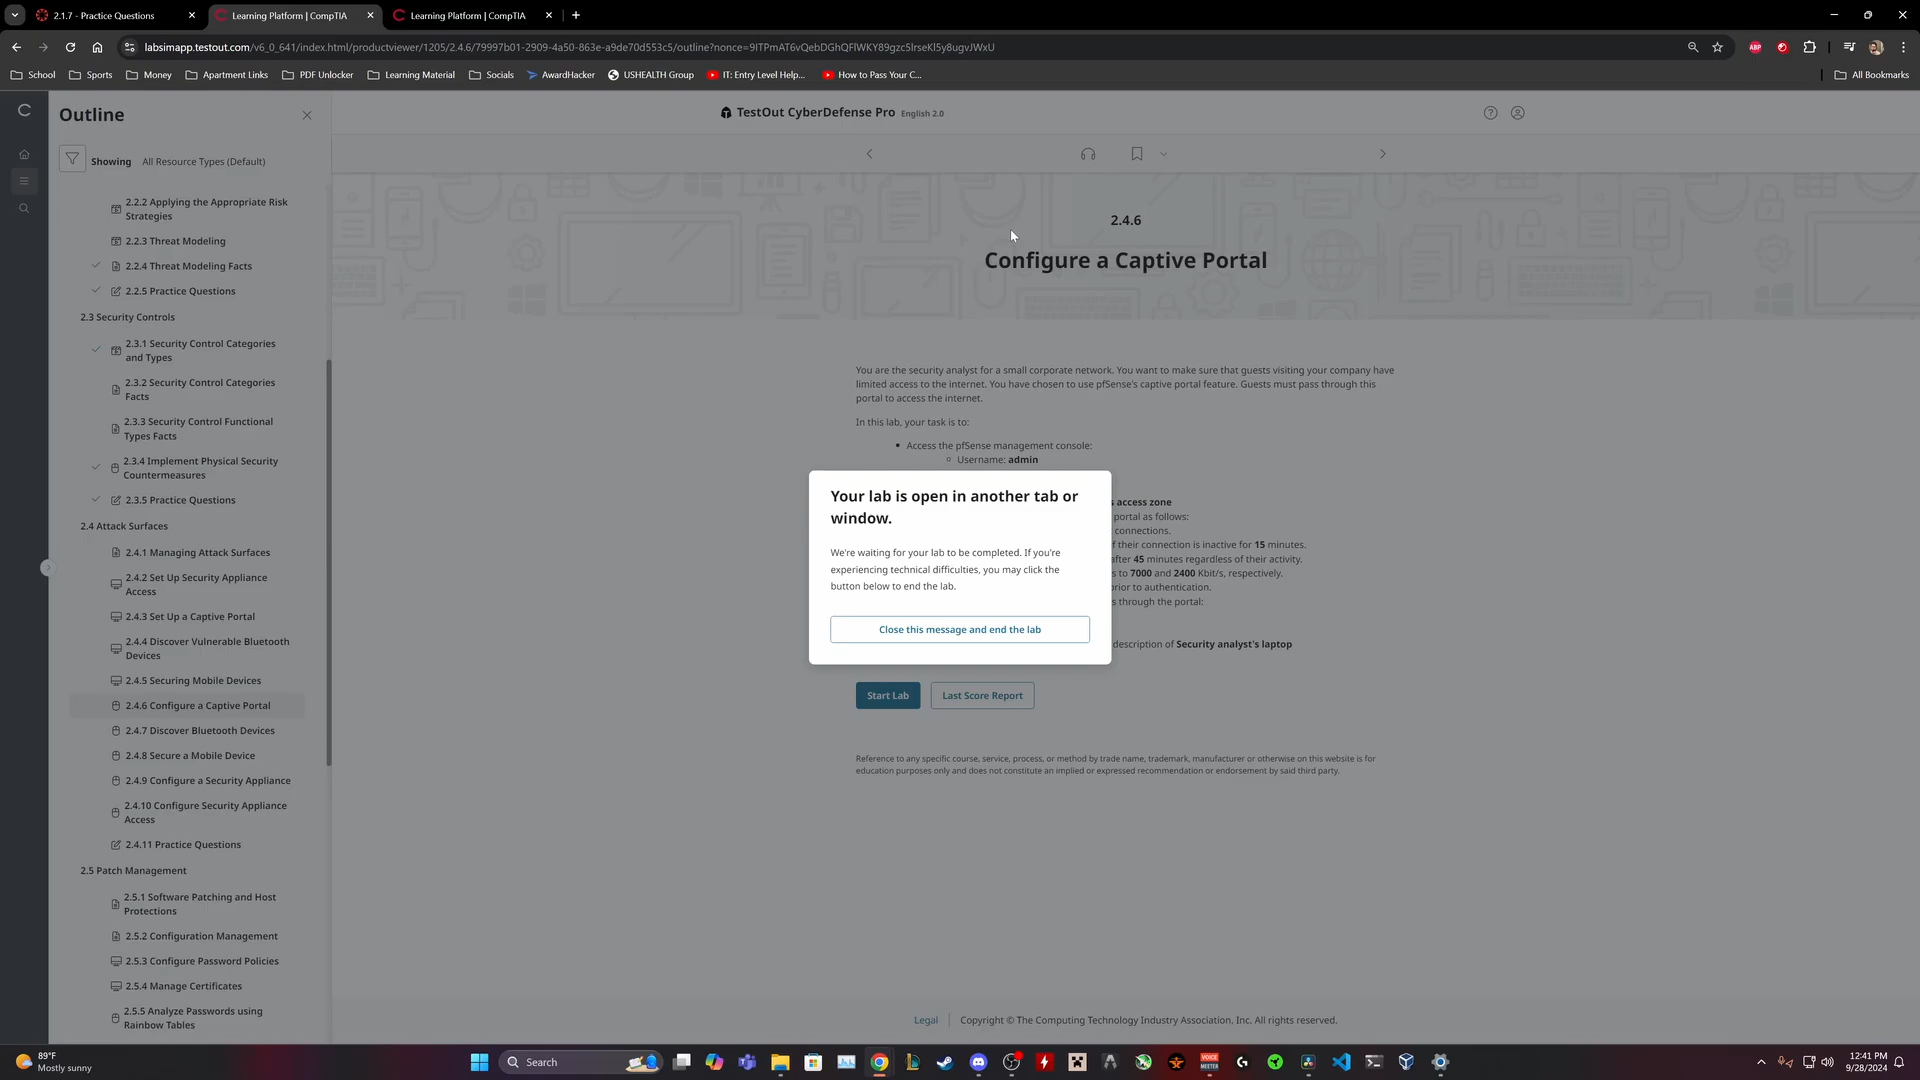 2.1.7 - Practice Questions
Learning Platform | CompTIA
Learning Platform | CompTIA
labsimapp.testout.com/v6_0_641/index.html/productviewer/1205/2.4.6/79997b01-2909-4a50-863e-a9de70d553c5/outline?nonce=9ITPmAT6vQebDGhQFlWKY89gzc5lrseKl5y8ugvJWxU
School
Sports
Money
Apartment Links
PDF Unlocker
Learning Material
Socials
AwardHacker
USHEALTH Group
IT: Entry Level Help...
How to Pass Your C...
All Bookmarks
Outline
TestOut CyberDefense Pro English 2.0
Showing All Resource Types (Default)
2.2.2 Applying the Appropriate Risk
Strategies
2.2.3 Threat Modeling
2.2.4 Threat Modeling Facts
2.2.5 Practice Questions
2.3 Security Controls
2.3.1 Security Control Categories
and Types
2.3.2 Security Control Categories
Facts
2.3.3 Security Control Functional
Types Facts
2.3.4 Implement Physical Security
Countermeasures
2.3.5 Practice Questions
2.4 Attack Surfaces
2.4.1 Managing Attack Surfaces
2.4.2 Set Up Security Appliance
Access
2.4.3 Set Up a Captive Portal
2.4.4 Discover Vulnerable Bluetooth
Devices
2.4.5 Securing Mobile Devices
2.4.6 Configure a Captive Portal
2.4.7 Discover Bluetooth Devices
2.4.8 Secure a Mobile Device
2.4.9 Configure a Security Appliance
2.4.10 Configure Security Appliance
Access
2.4.11 Practice Questions
2.5 Patch Management
2.5.1 Software Patching and Host
Protections
2.5.2 Configuration Management
2.5.3 Configure Password Policies
2.5.4 Manage Certificates
2.5.5 Analyze Passwords using
Rainbow Tables
2.4.6
Configure a Captive Portal
You are the security analyst for a small corporate network. You want to make sure that guests visiting your company have
limited access to the internet. You have chosen to use pfSense's captive portal feature. Guests must pass through this
portal to access the internet.
In this lab, your task is to:
• Access the pfSense management console:
◦ Username: admin
s access zone
portal as follows:
connections.
f their connection is inactive for 15 minutes.
after 45 minutes regardless of their activity.
s to 7000 and 2400 Kbit/s, respectively.
prior to authentication.
s through the portal:
description of Security analyst's laptop
Your lab is open in another tab or
window.
We're waiting for your lab to be completed. If you're
experiencing technical difficulties, you may click the
button below to end the lab.
Close this message and end the lab
Start Lab
Last Score Report
Reference to any specific course, service, process, or method by trade name, trademark, manufacturer or otherwise on this website is for
education purposes only and does not constitute an implied or expressed recommendation or endorsement by said third party.
Legal
Copyright © The Computing Technology Industry Association, Inc. All rights reserved.
89°F
Mostly sunny
Search
VOICE
MEETER
12:41 PM
9/28/2024